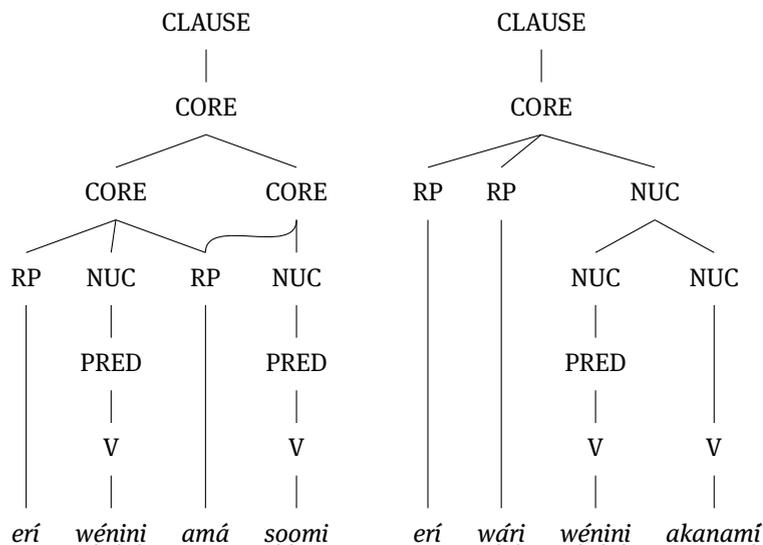 CLAUSE CLAUSE
CORE CORE
CORE CORE RP RP NUC
RP NUC RP NUC NUC NUC
PRED PRED PRED
V V V V
erí wénini amá soomi erí wári wénini akanamí